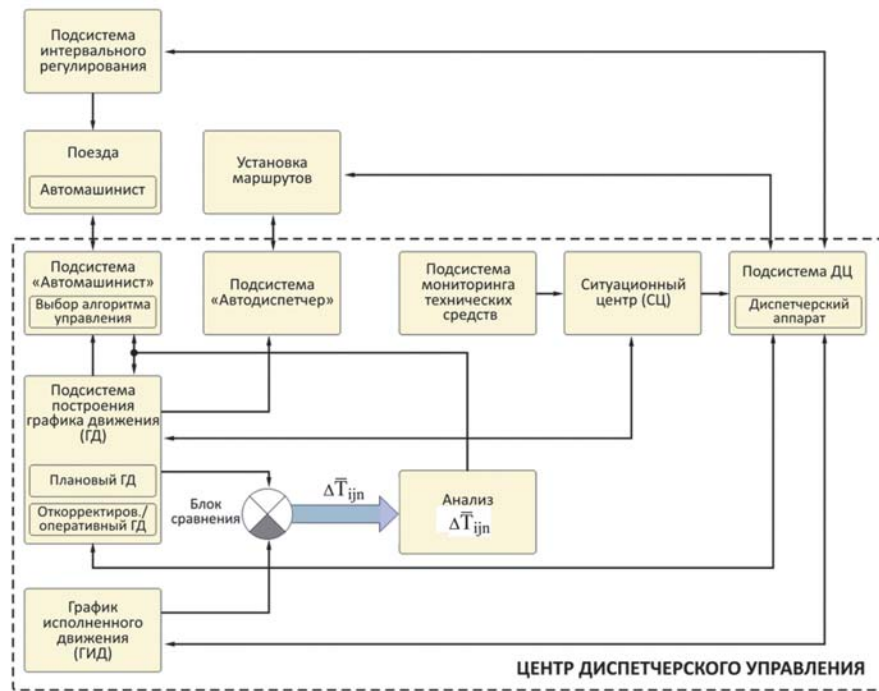 Подсистема
интервального
регулирования
Поезда
Автомашинист
Установка
маршрутов
Подсистема
«Автомашинист»
Выбор алгоритма
управления
Подсистема
«Автодиспетчер»
Подсистема
мониторинга
технических
средств
Ситуационный
центр (СЦ)
Подсистема ДЦ
Диспетчерский
аппарат
Подсистема
построения
графика движения
(ГД)
Плановый ГД
Откорректиров./
оперативный ГД
Блок
сравнения
ΔT̅ijn
Анализ
ΔT̅ijn
График
исполненного
движения
(ГИД)
ЦЕНТР ДИСПЕТЧЕРСКОГО УПРАВЛЕНИЯ